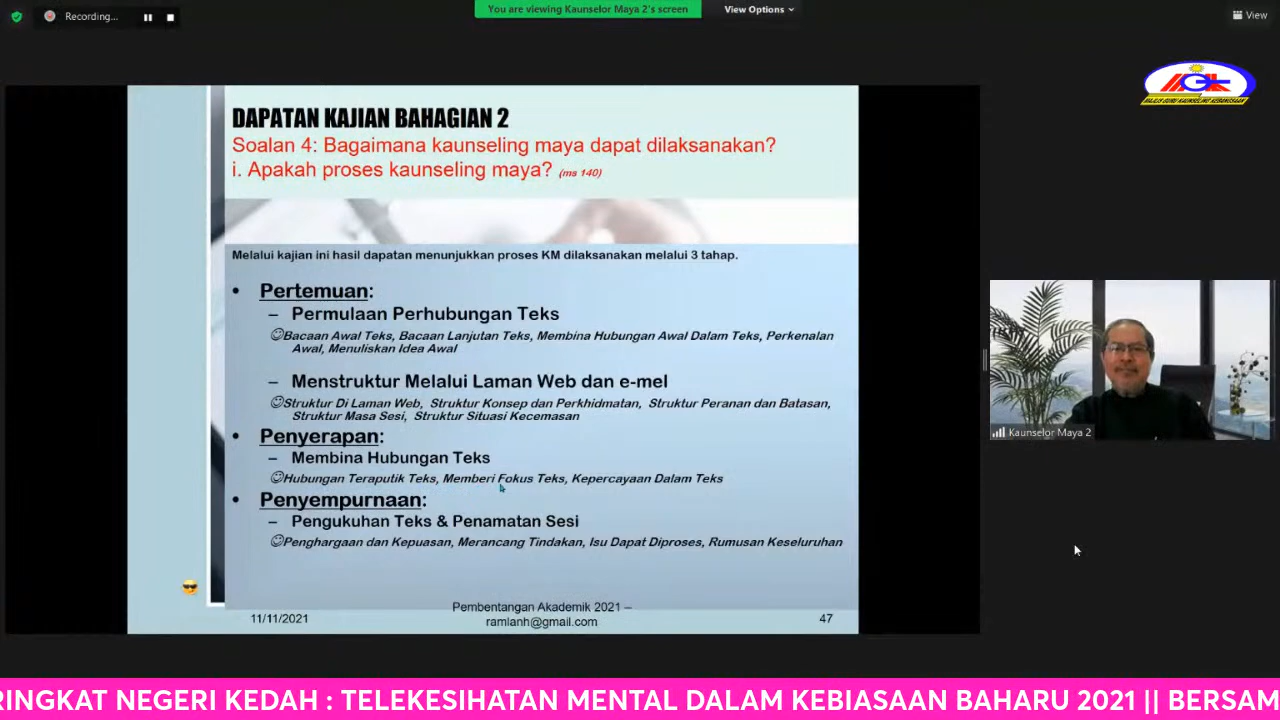 Recording...
You are viewing Kaunselor Maya 2's screen
View Options
View
MAJLIS GURU KAUNSELING KEBANGSAAN
DAPATAN KAJIAN BAHAGIAN 2
Soalan 4: Bagaimana kaunseling maya dapat dilaksanakan?
i. Apakah proses kaunseling maya? (ms 140)
Melalui kajian ini hasil dapatan menunjukkan proses KM dilaksanakan melalui 3 tahap.
• Pertemuan:
– Permulaan Perhubungan Teks
☺Bacaan Awal Teks, Bacaan Lanjutan Teks, Membina Hubungan Awal Dalam Teks, Perkenalan
Awal, Menuliskan Idea Awal
– Menstruktur Melalui Laman Web dan e-mel
☺Struktur Di Laman Web, Struktur Konsep dan Perkhidmatan, Struktur Peranan dan Batasan,
Struktur Masa Sesi, Struktur Situasi Kecemasan
• Penyerapan:
– Membina Hubungan Teks
☺Hubungan Teraputik Teks, Memberi Fokus Teks, Kepercayaan Dalam Teks
• Penyempurnaan:
– Pengukuhan Teks & Penamatan Sesi
☺Penghargaan dan Kepuasan, Merancang Tindakan, Isu Dapat Diproses, Rumusan Keseluruhan
11/11/2021
Pembentangan Akademik 2021 –
ramlanh@gmail.com
47
Kaunselor Maya 2
RINGKAT NEGERI KEDAH : TELEKESIHATAN MENTAL DALAM KEBIASAAN BAHARU 2021 || BERSAM